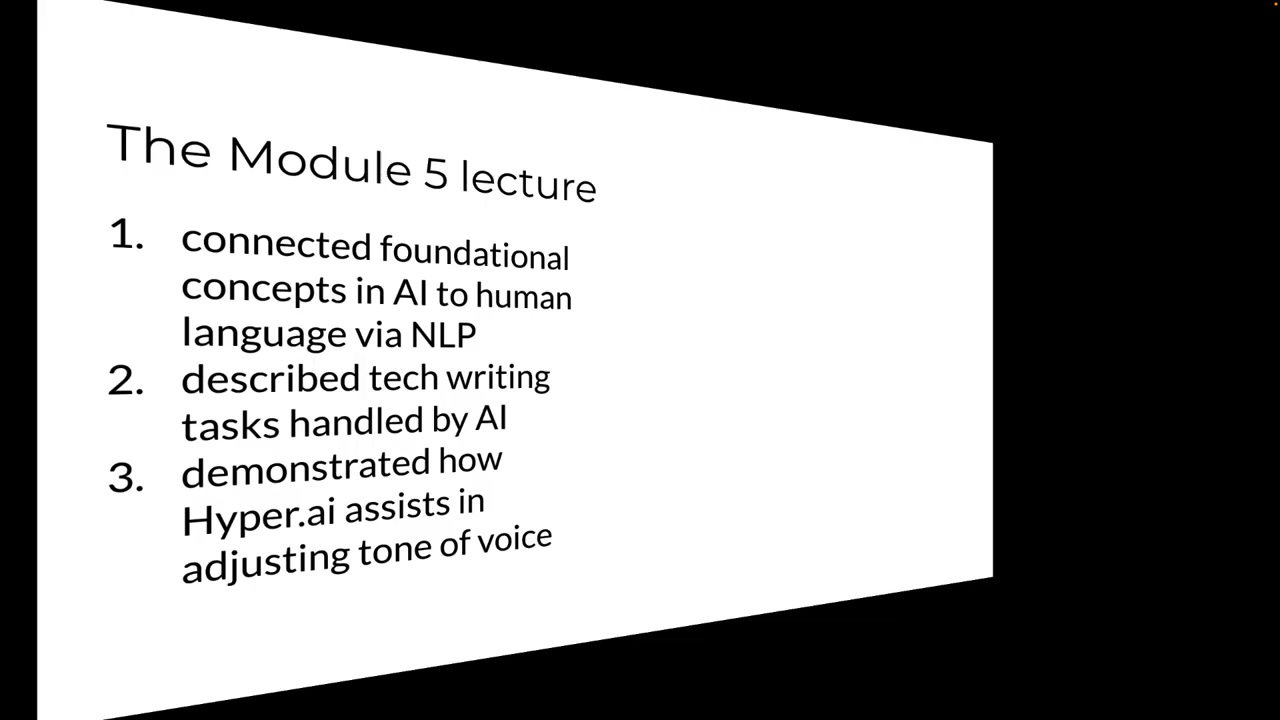 The Module 5 lecture
1. connected foundational
concepts in AI to human
language via NLP
2. described tech writing
tasks handled by AI
3. demonstrated how
Hyper.ai assists in
adjusting tone of voice